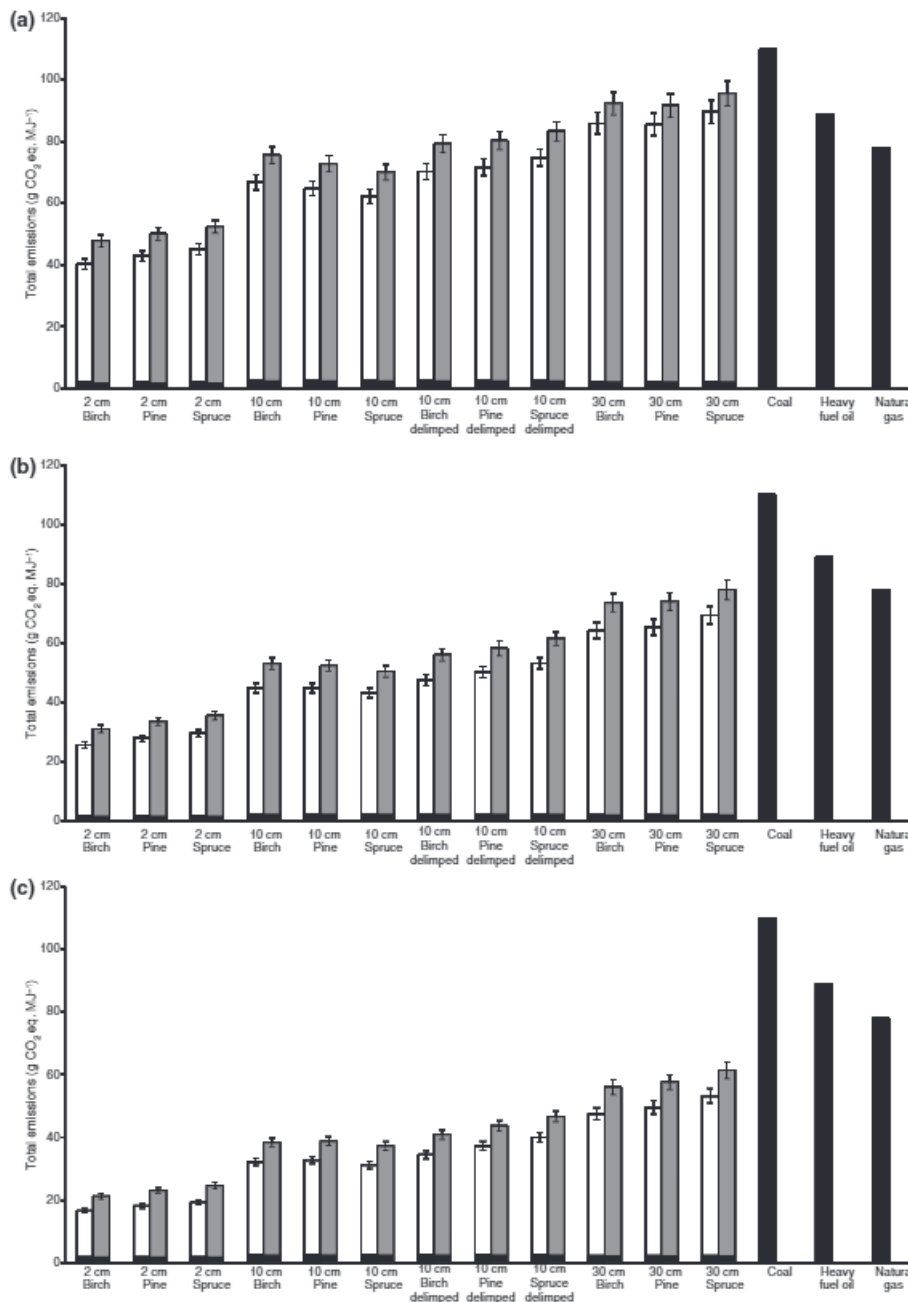 (a)
120
100
80
60
40
20
0
Total emissions (g CO₂ eq. MJ⁻¹)
2 cm 2 cm 2 cm 10 cm 10 cm 10 cm 10 cm 10 cm 10 cm 30 cm 30 cm 30 cm Coal Heavy Natura
Birch Pine Spruce Birch Pine Spruce Birch Pine Spruce Birch Pine Spruce fuel oil gas
delimped delimped delimped
(b)
120
100
80
60
40
20
0
Total emissions (g CO₂ eq. MJ⁻¹)
2 cm 2 cm 2 cm 10 cm 10 cm 10 cm 10 cm 10 cm 10 cm 30 cm 30 cm 30 cm Coal Heavy Natura
Birch Pine Spruce Birch Pine Spruce Birch Pine Spruce Birch Pine Spruce fuel oil gas
delimped delimped delimped
(c)
120
100
80
60
40
20
0
Total emissions (g CO₂ eq. MJ⁻¹)
2 cm 2 cm 2 cm 10 cm 10 cm 10 cm 10 cm 10 cm 10 cm 30 cm 30 cm 30 cm Coal Heavy Natura
Birch Pine Spruce Birch Pine Spruce Birch Pine Spruce Birch Pine Spruce fuel oil gas
delimped delimped delimped